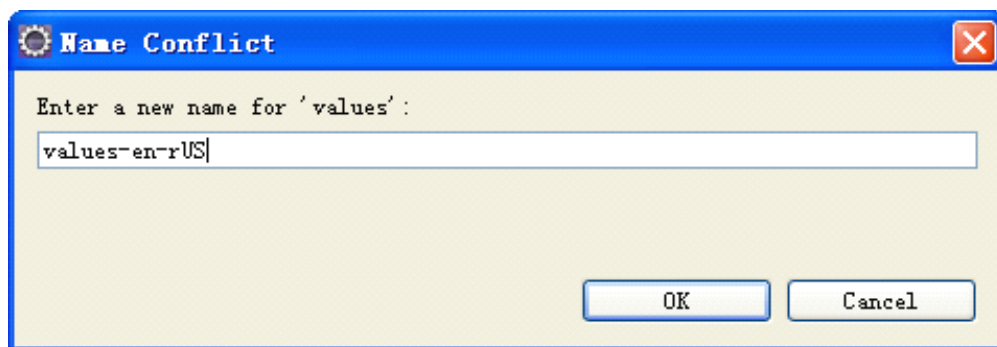 Name Conflict
Enter a new name for 'values':
values-en-rUS
OK
Cancel